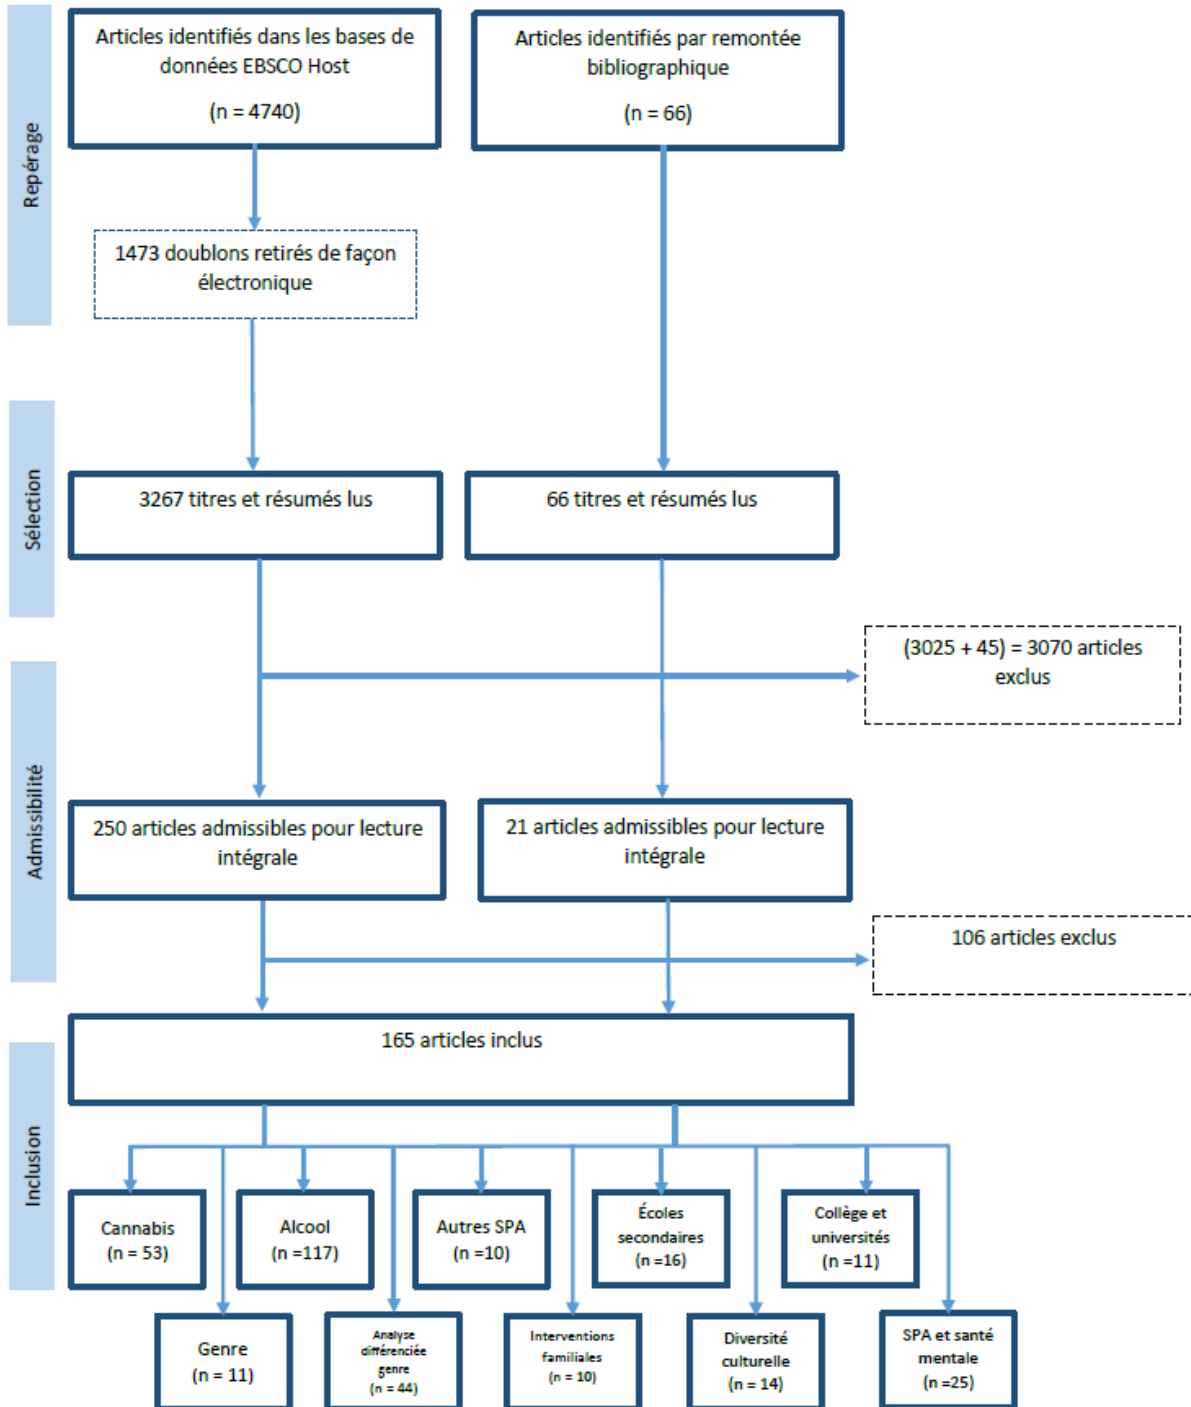 Repérage
Articles identifiés dans les bases de
données EBSCO Host
(n = 4740)
Articles identifiés par remontée
bibliographique
(n = 66)
1473 doublons retirés de façon
électronique
Sélection
3267 titres et résumés lus
66 titres et résumés lus
(3025 + 45) = 3070 articles
exclus
Admissibilité
250 articles admissibles pour lecture
intégrale
21 articles admissibles pour lecture
intégrale
106 articles exclus
Inclusion
165 articles inclus
Cannabis
(n = 53)
Alcool
(n =117)
Autres SPA
(n =10)
Écoles
secondaires
(n =16)
Collège et
universités
(n =11)
Genre
(n = 11)
Analyse
différenciée
genre
(n = 44)
Interventions
familiales
(n = 10)
Diversité
culturelle
(n = 14)
SPA et santé
mentale
(n =25)